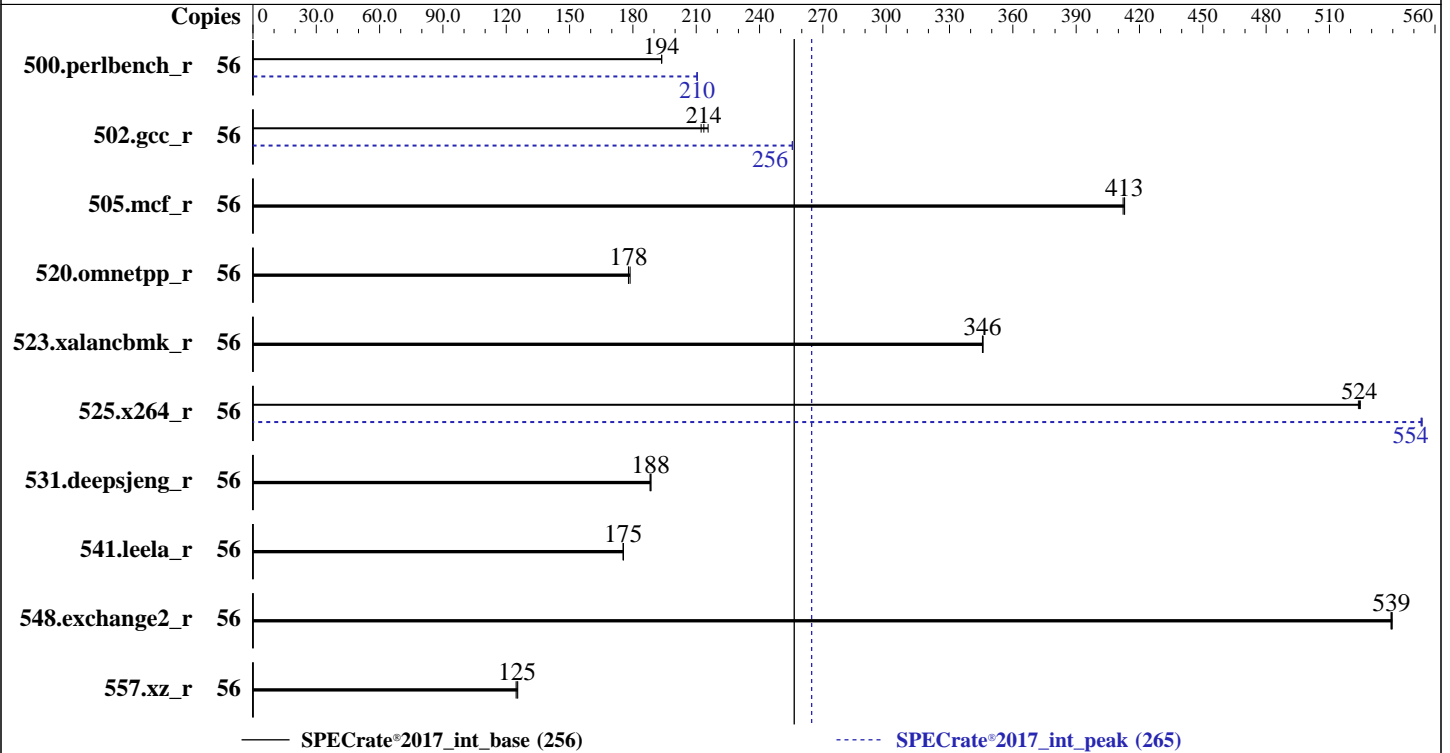 Copies 0 30.0 60.0 90.0 120 150 180 210 240 270 300 330 360 390 420 450 480 510 560
194
500.perlbench_r 56
210
214
502.gcc_r 56
256
413
505.mcf_r 56
178
520.omnetpp_r 56
346
523.xalancbmk_r 56
524
525.x264_r 56
554
188
531.deepsjeng_r 56
175
541.leela_r 56
539
548.exchange2_r 56
125
557.xz_r 56
SPECrate®2017_int_base (256) SPECrate®2017_int_peak (265)